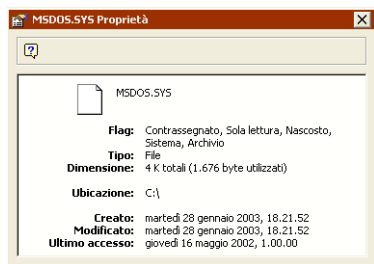 MSDOS.SYS Proprietà
MSDOS.SYS
Flag: Contrassegnato, Sola lettura, Nascosto,
Sistema, Archivio
Tipo: File
Dimensione: 4 K totali (1.676 byte utilizzati)
Ubicazione: C:\
Creato: martedì 28 gennaio 2003, 18.21.52
Modificato: martedì 28 gennaio 2003, 18.21.52
Ultimo accesso: giovedì 16 maggio 2002, 1.00.00